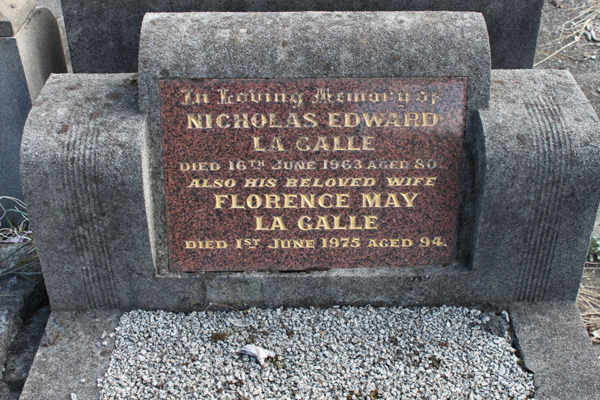 In Loving Memory of
NICHOLAS EDWARD
LA GALLE
DIED 16TH JUNE 1963 AGED 80
ALSO HIS BELOVED WIFE
FLORENCE MAY
LA GALLE
DIED 1ST JUNE 1975 AGED 94.